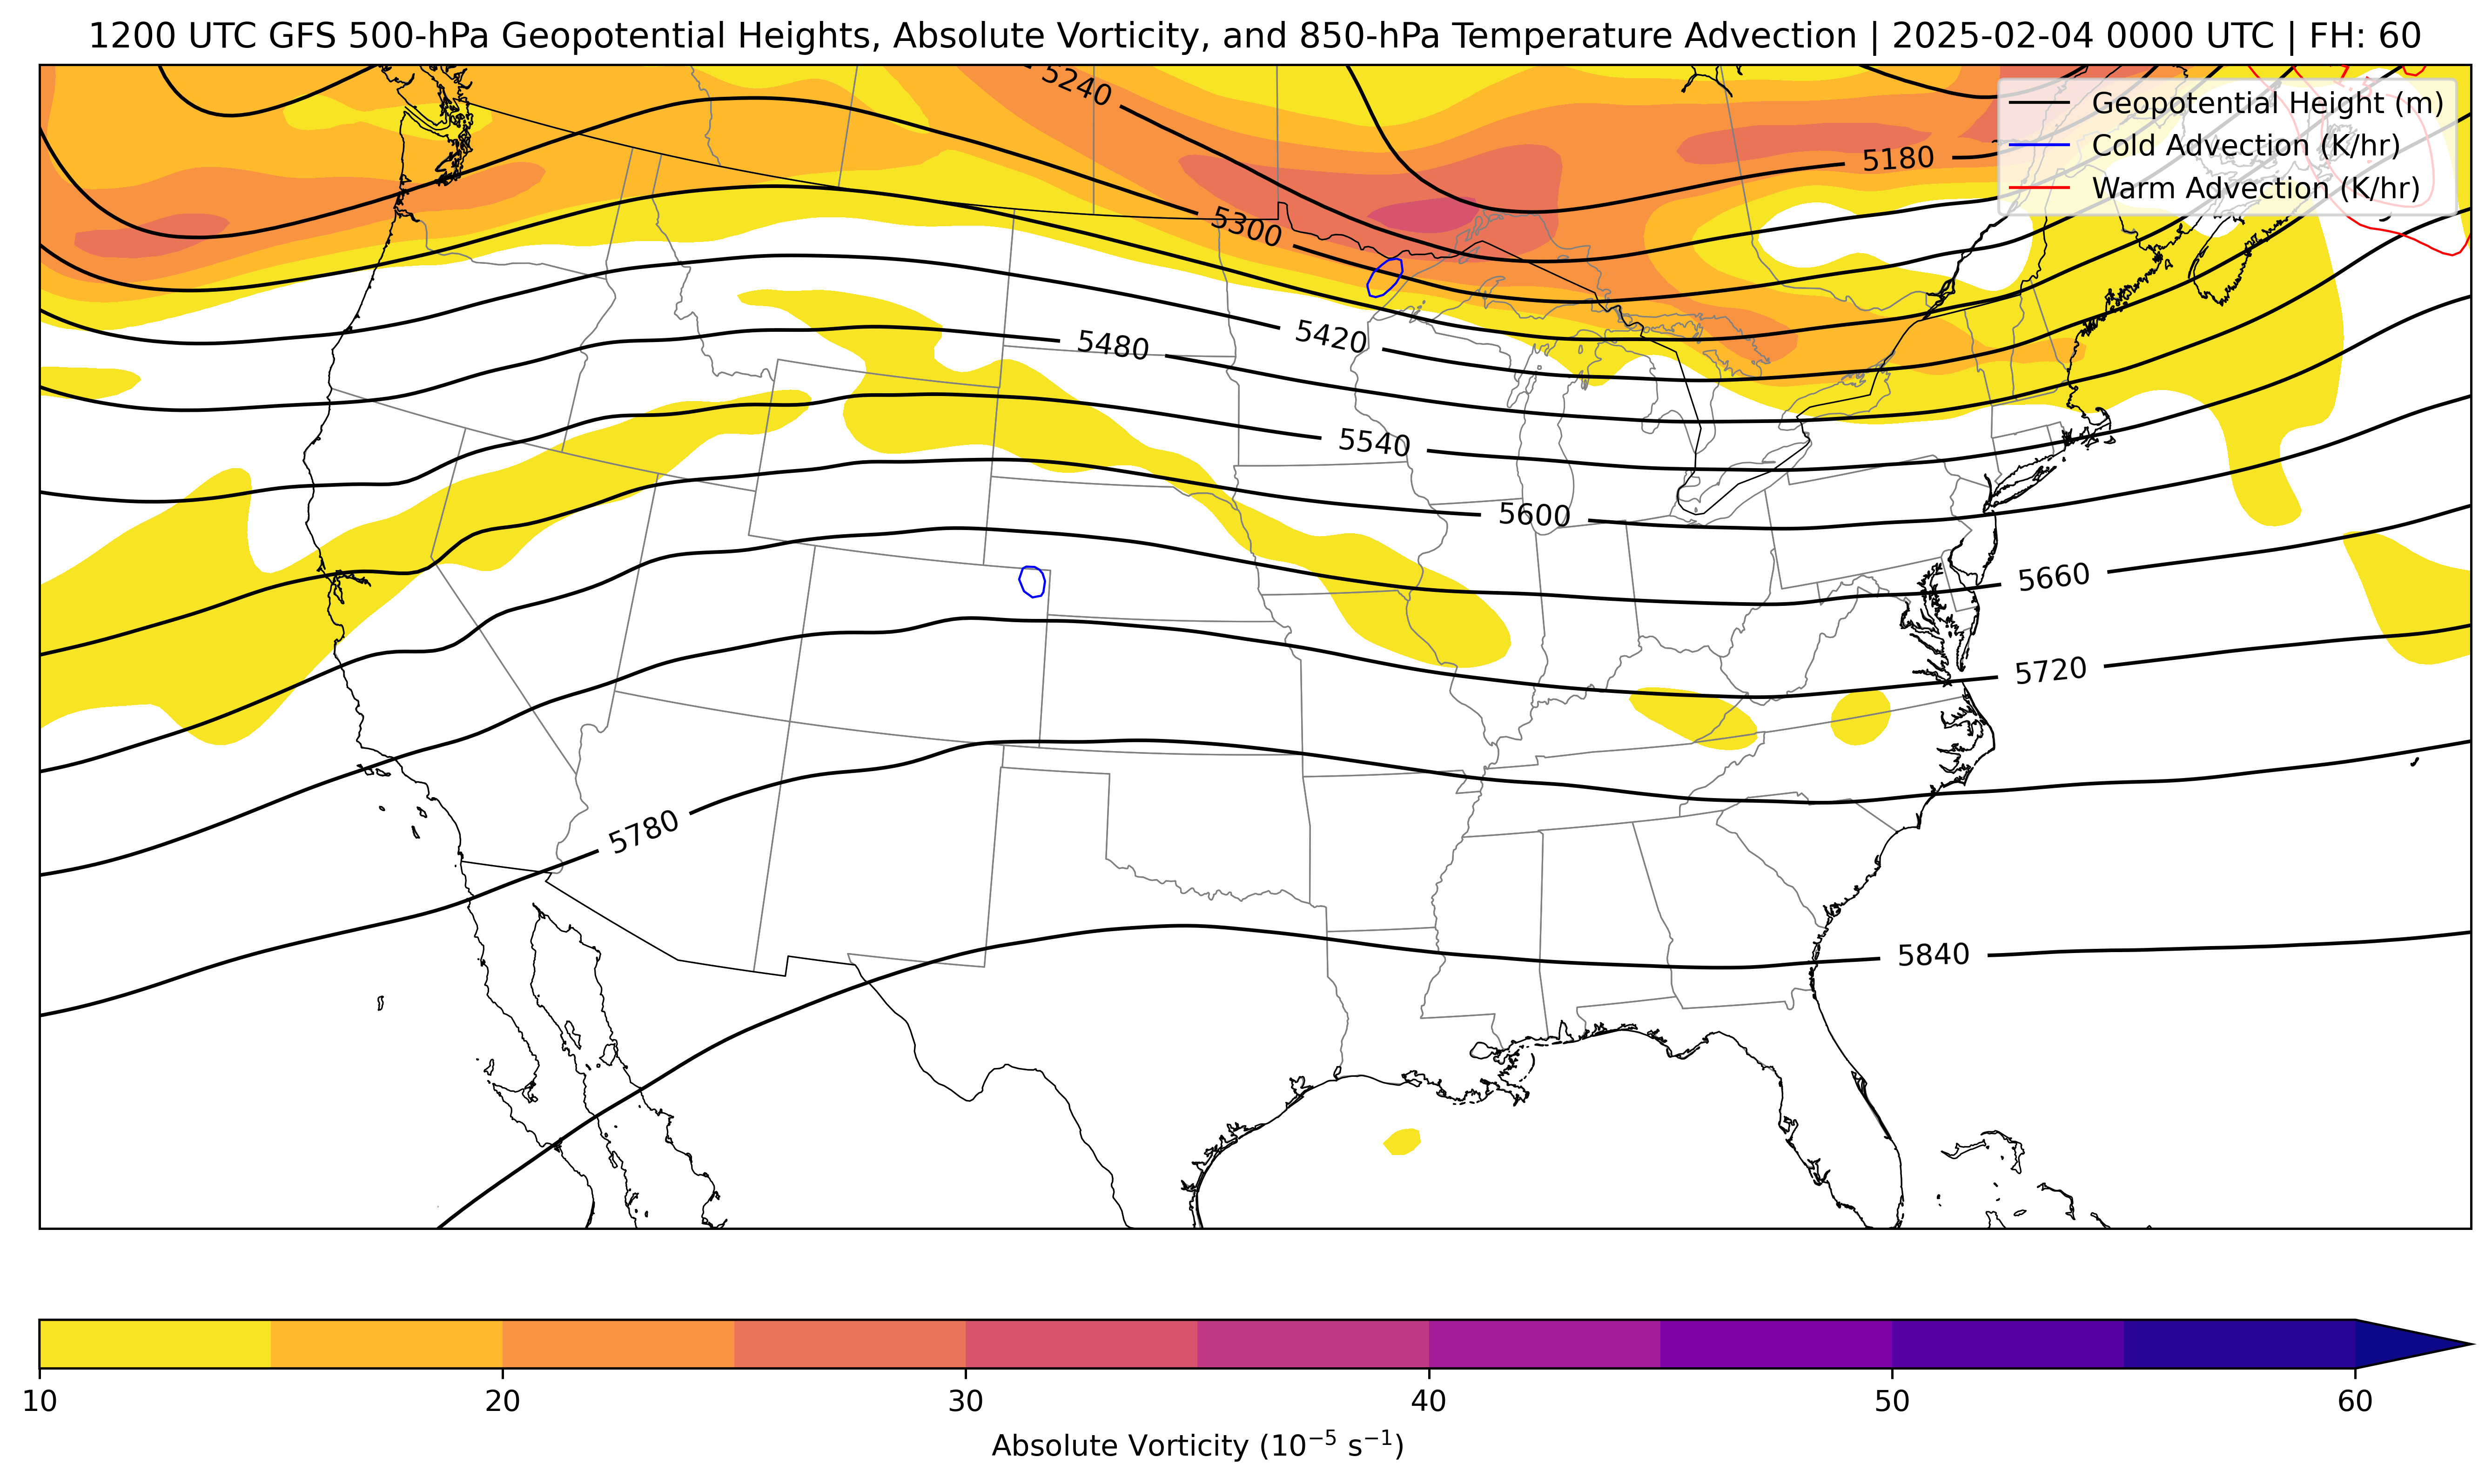 1200 UTC GFS 500-hPa Geopotential Heights, Absolute Vorticity, and 850-hPa Temperature Advection | 2025-02-04 0000 UTC | FH: 60
Geopotential Height (m)
Cold Advection (K/hr)
Warm Advection (K/hr)
5240
5180
5300
5420
5480
5540
5600
5660
5720
5780
5840
10 20 30 40 50 60
Absolute Vorticity (10⁻⁵ s⁻¹)